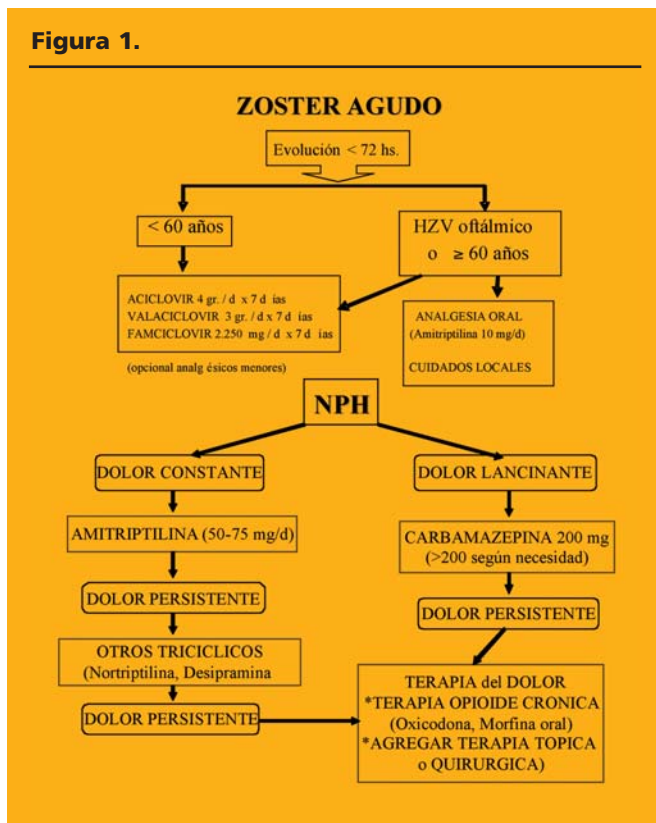 Figura 1.
ZOSTER AGUDO
Evolución < 72 hs.
< 60 años
HZV oftálmico
o ≥ 60 años
ACICLOVIR 4 gr. / d x 7 d ías
VALACICLOVIR 3 gr./ d x 7 d ías
FAMCICLOVIR 2.250 mg / d x 7 d ías
(opcional analg ésicos menores)
ANALGESIA ORAL
(Amitriptilina 10 mg/d)
CUIDADOS LOCALES
NPH
DOLOR CONSTANTE
AMITRIPTILINA (50-75 mg/d)
DOLOR PERSISTENTE
OTROS TRICICLICOS
(Nortriptilina, Desipramina
DOLOR PERSISTENTE
DOLOR LANCINANTE
CARBAMAZEPINA 200 mg
(>200 según necesidad)
DOLOR PERSISTENTE
TERAPIA del DOLOR
*TERAPIA OPIOIDE CRONICA
(Oxicodona, Morfina oral)
*AGREGAR TERAPIA TOPICA
o QUIRURGICA)